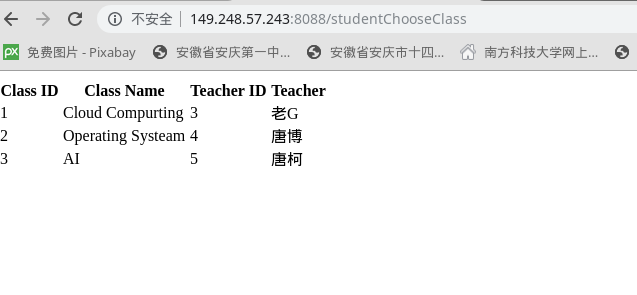 不安全 149.248.57.243:8088/studentChooseClass
px 免费图片 - Pixabay 安徽省安庆第一中... 安徽省安庆市十四... 南方科技大学网上...
Class ID Class Name Teacher ID Teacher
1 Cloud Compurting 3 老G
2 Operating Systeam 4 唐博
3 AI 5 唐柯